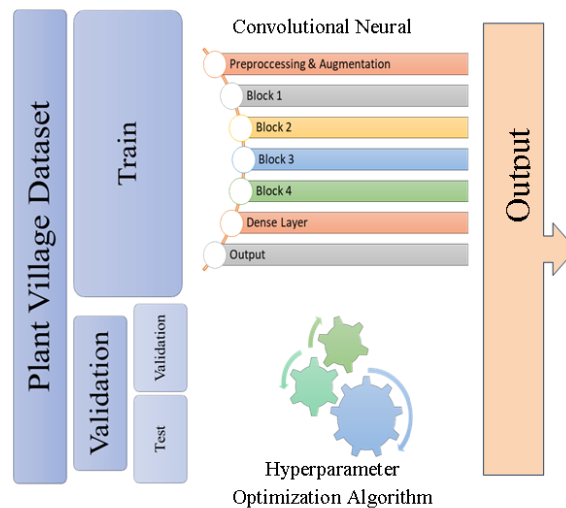 Plant Village Dataset
Train
Validation
Validation
Test
Convolutional Neural
Preproccessing & Augmentation
Block 1
Block 2
Block 3
Block 4
Dense Layer
Output
Hyperparameter
Optimization Algorithm
Output